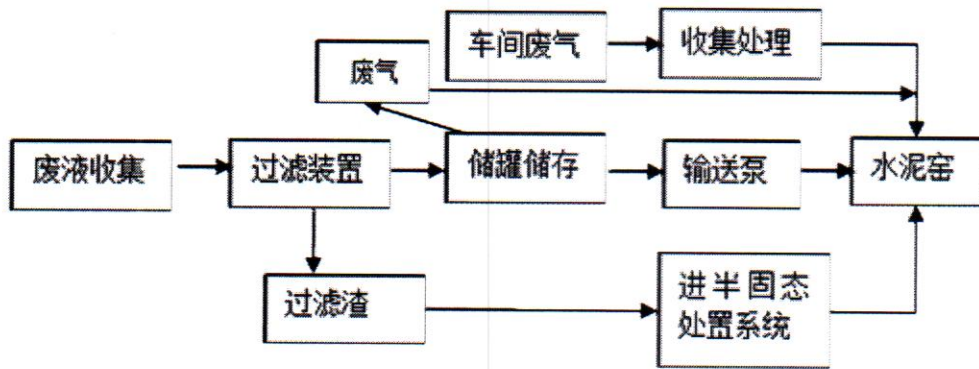 车间废气
收集处理
废气
废液收集
过滤装置
储罐储存
输送泵
水泥窑
过滤渣
进半固态
处置系统